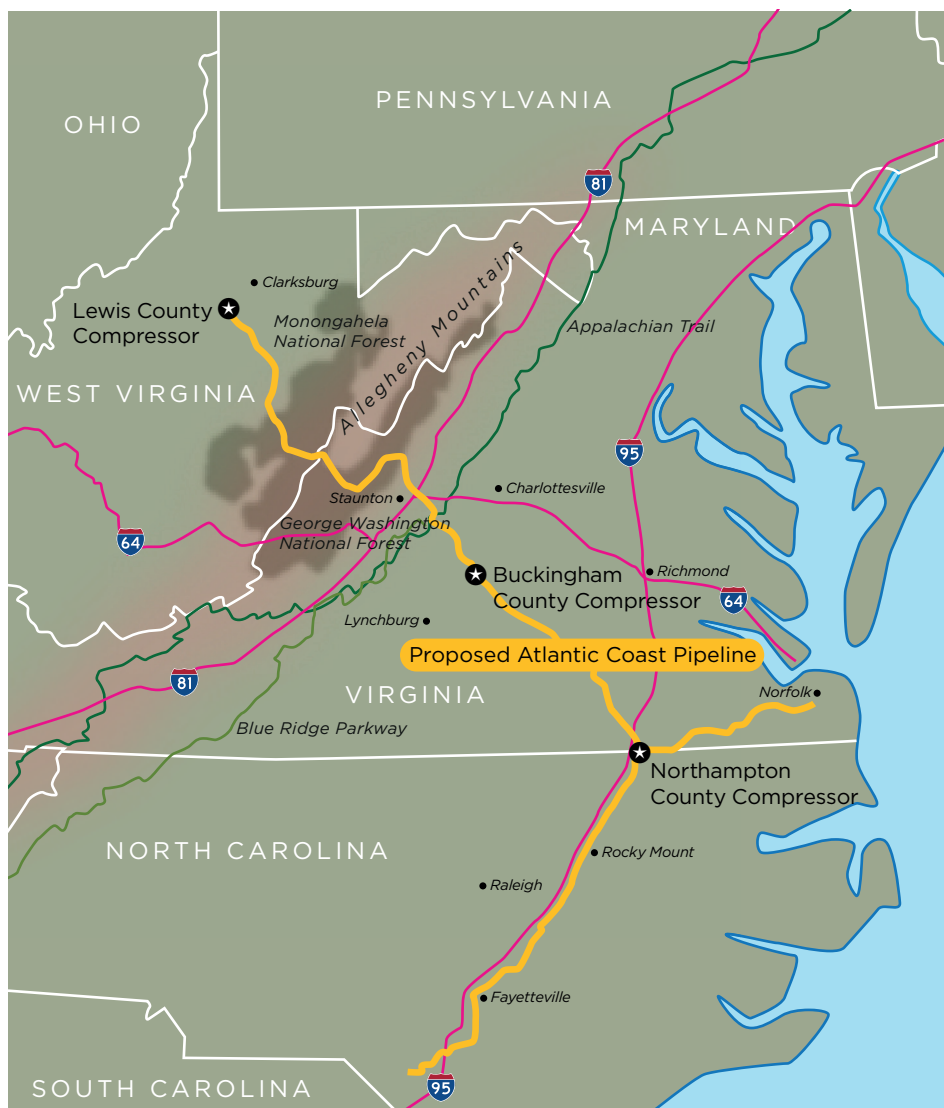 PENNSYLVANIA
OHIO
81
MARYLAND
Clarksburg
Lewis County
Compressor
Monongahela
National Forest
Allegheny Mountains
Appalachian Trail
WEST VIRGINIA
95
Charlottesville
Staunton
George Washington
National Forest
64
Buckingham
County Compressor
Richmond
64
Lynchburg
Proposed Atlantic Coast Pipeline
81
VIRGINIA
Norfolk
Blue Ridge Parkway
Northampton
County Compressor
NORTH CAROLINA
Rocky Mount
Raleigh
Fayetteville
SOUTH CAROLINA
95